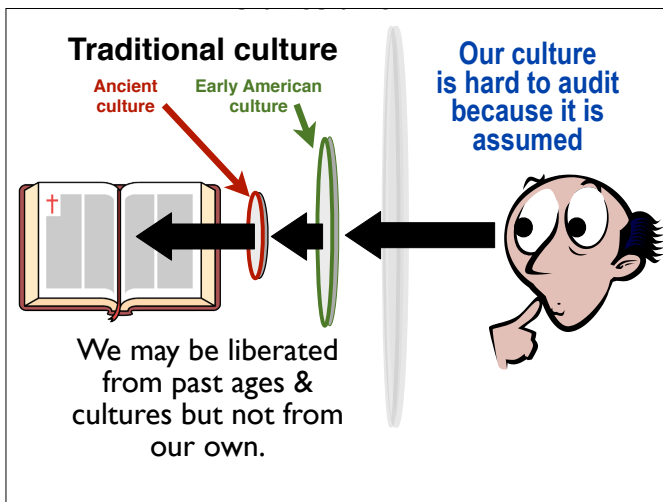 Traditional culture
Ancient
culture
Early American
culture
Our culture
is hard to audit
because it is
assumed
We may be liberated
from past ages &
cultures but not from
our own.